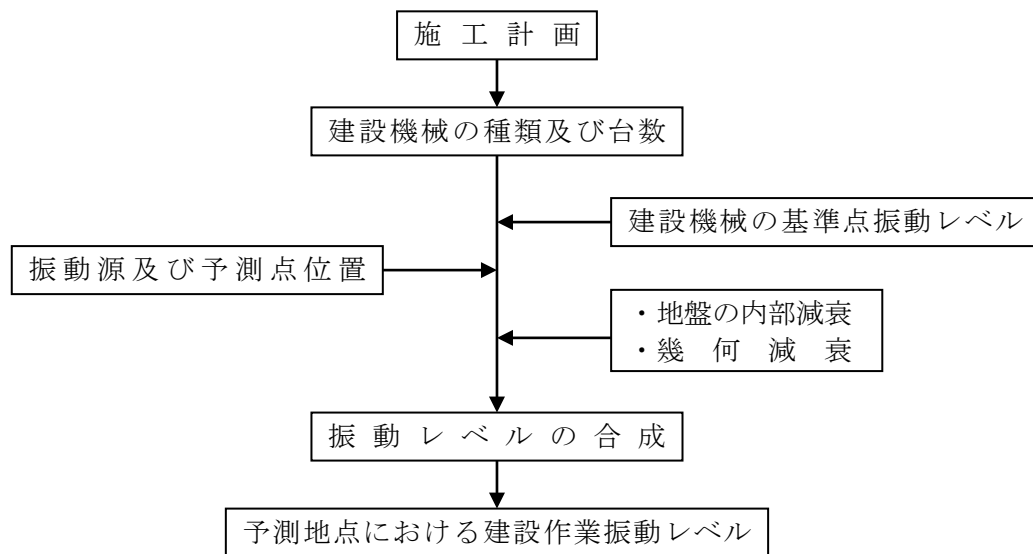 施工計画
建設機械の種類及び台数
建設機械の基準点振動レベル
振動源及び予測点位置
・地盤の内部減衰
・幾何減衰
振動レベルの合成
予測地点における建設作業振動レベル